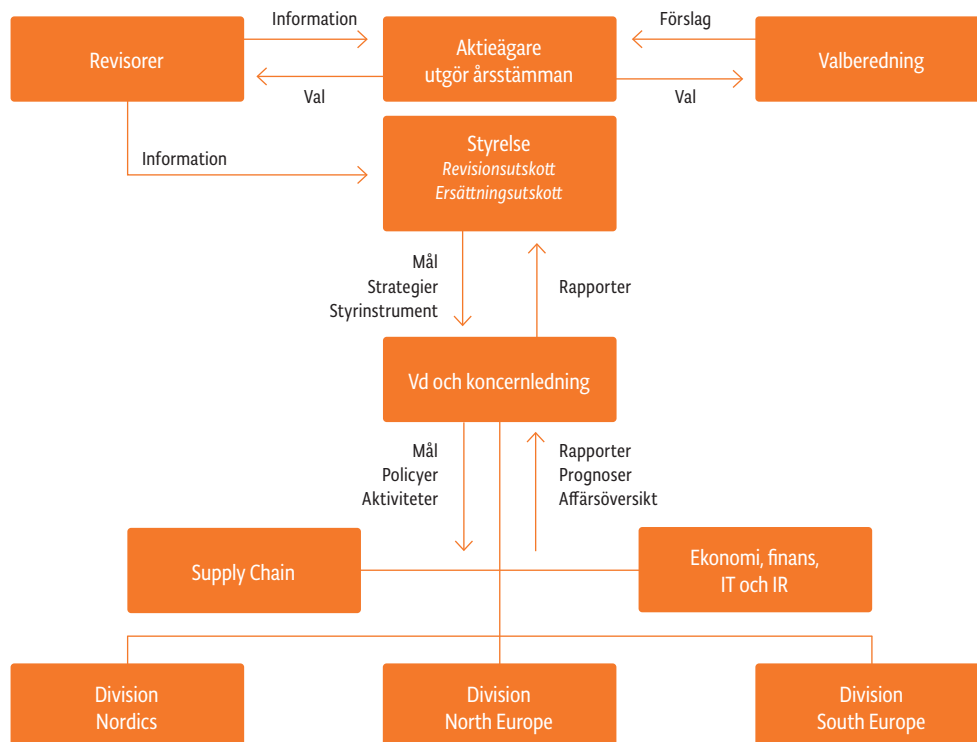 Information
Förslag
Revisorer
Aktieägare
utgör årsstämman
Valberedning
Val
Val
Styrelse
Revisionsutskott
Ersättningsutskott
Information
Mål
Strategier
Styrinstrument
Rapporter
Vd och koncernledning
Mål
Policyer
Aktiviteter
Rapporter
Prognoser
Affärsöversikt
Supply Chain
Ekonomi, finans,
IT och IR
Division
Nordics
Division
North Europe
Division
South Europe